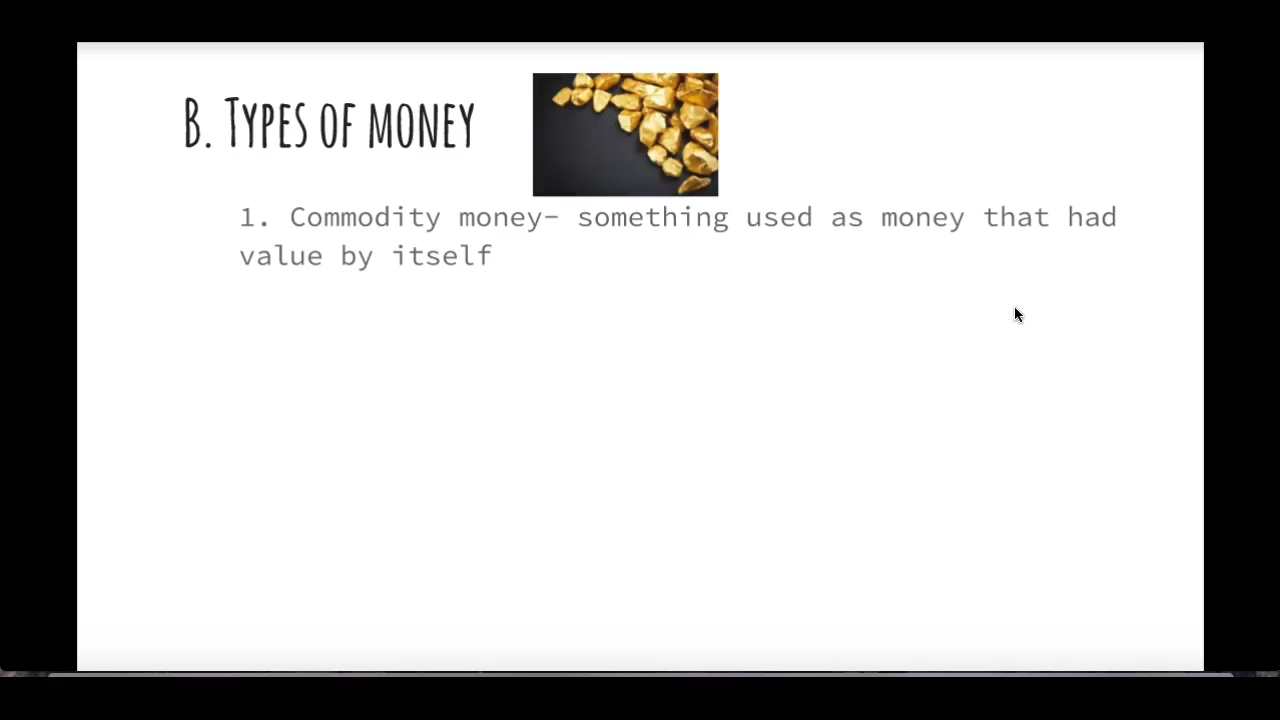 B. Types of money
1. Commodity money- something used as money that had
value by itself